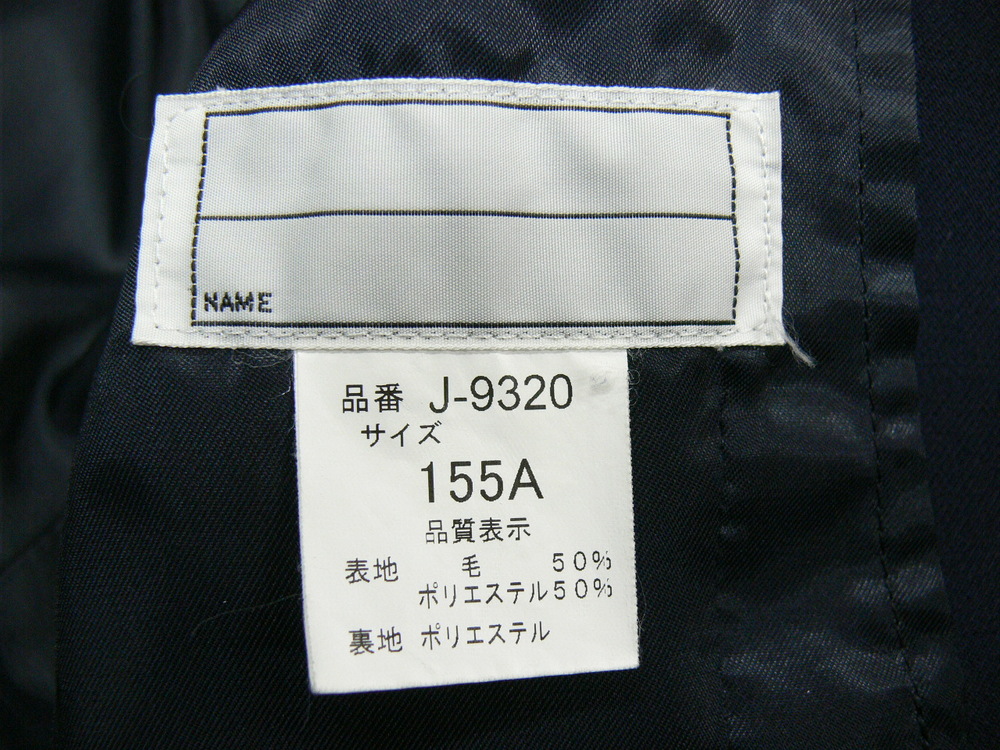 NAME
品番 J-9320
サイズ
155A
品質表示
表地 毛 50%
ポリエステル50%
裏地 ポリエステル